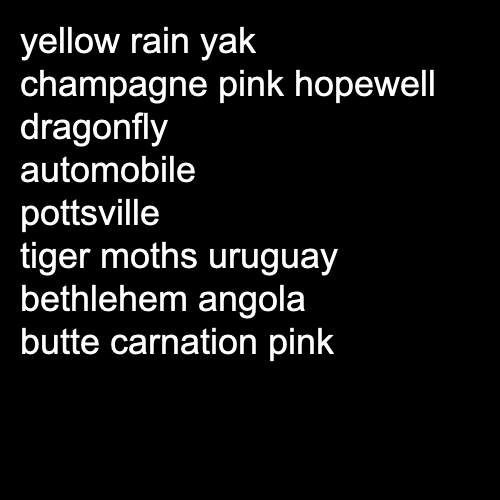 yellow rain yak
champagne pink hopewell
dragonfly
automobile
pottsville
tiger moths uruguay
bethlehem angola
butte carnation pink